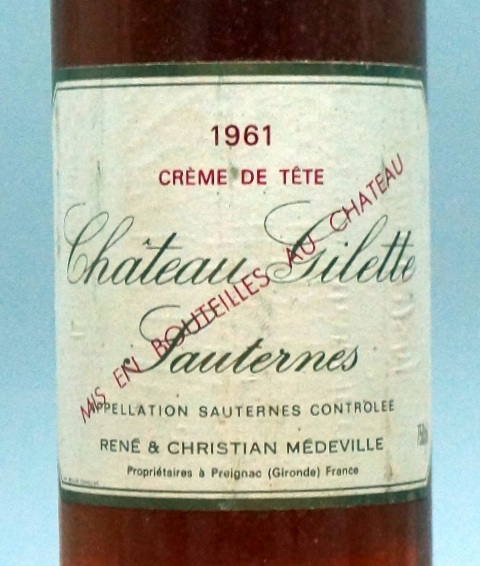 1961
CRÈME DE TÊTE
Château Gilette
MIS EN BOUTEILLES AU CHATEAU
Sauternes
APPELLATION SAUTERNES CONTROLÉE
RENÉ & CHRISTIAN MÉDEVILLE
Propriétaires à Preignac (Gironde) France